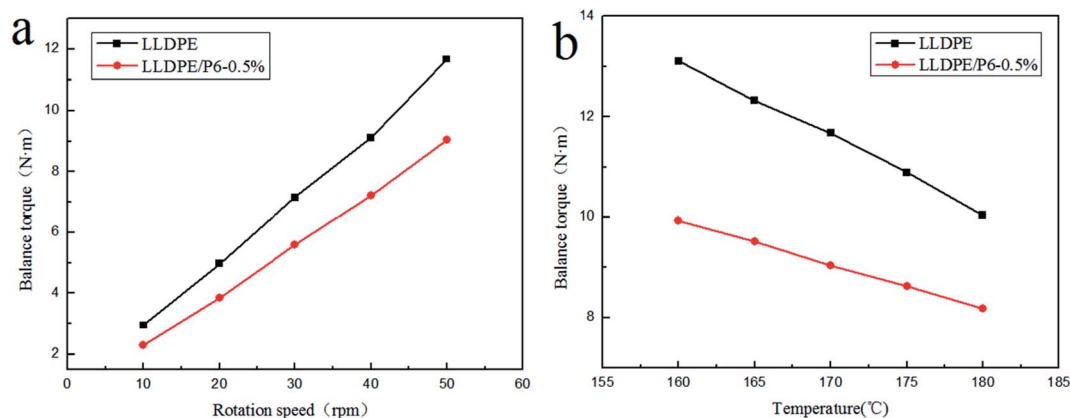 a
LLDPE
LLDPE/P6-0.5%
Balance torque（N·m）
12
10
8
6
4
2
0 10 20 30 40 50 60
Rotation speed（rpm）
b
LLDPE
LLDPE/P6-0.5%
Balance torque（N·m）
14
12
10
8
155 160 165 170 175 180 185
Temperature(℃)